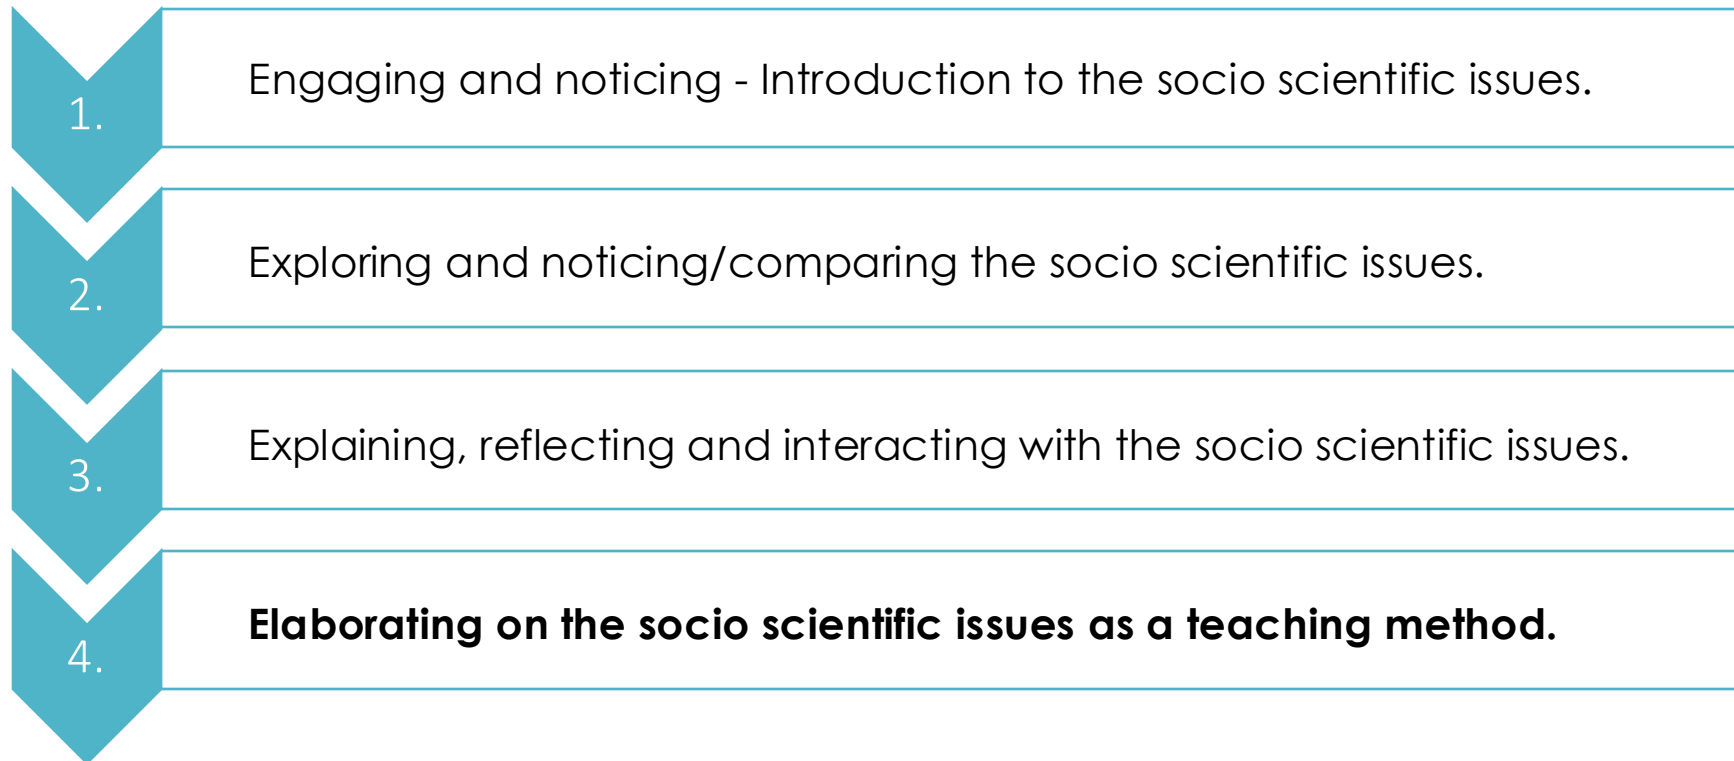 1.
Engaging and noticing - Introduction to the socio scientific issues.
2.
Exploring and noticing/comparing the socio scientific issues.
3.
Explaining, reflecting and interacting with the socio scientific issues.
4.
Elaborating on the socio scientific issues as a teaching method.